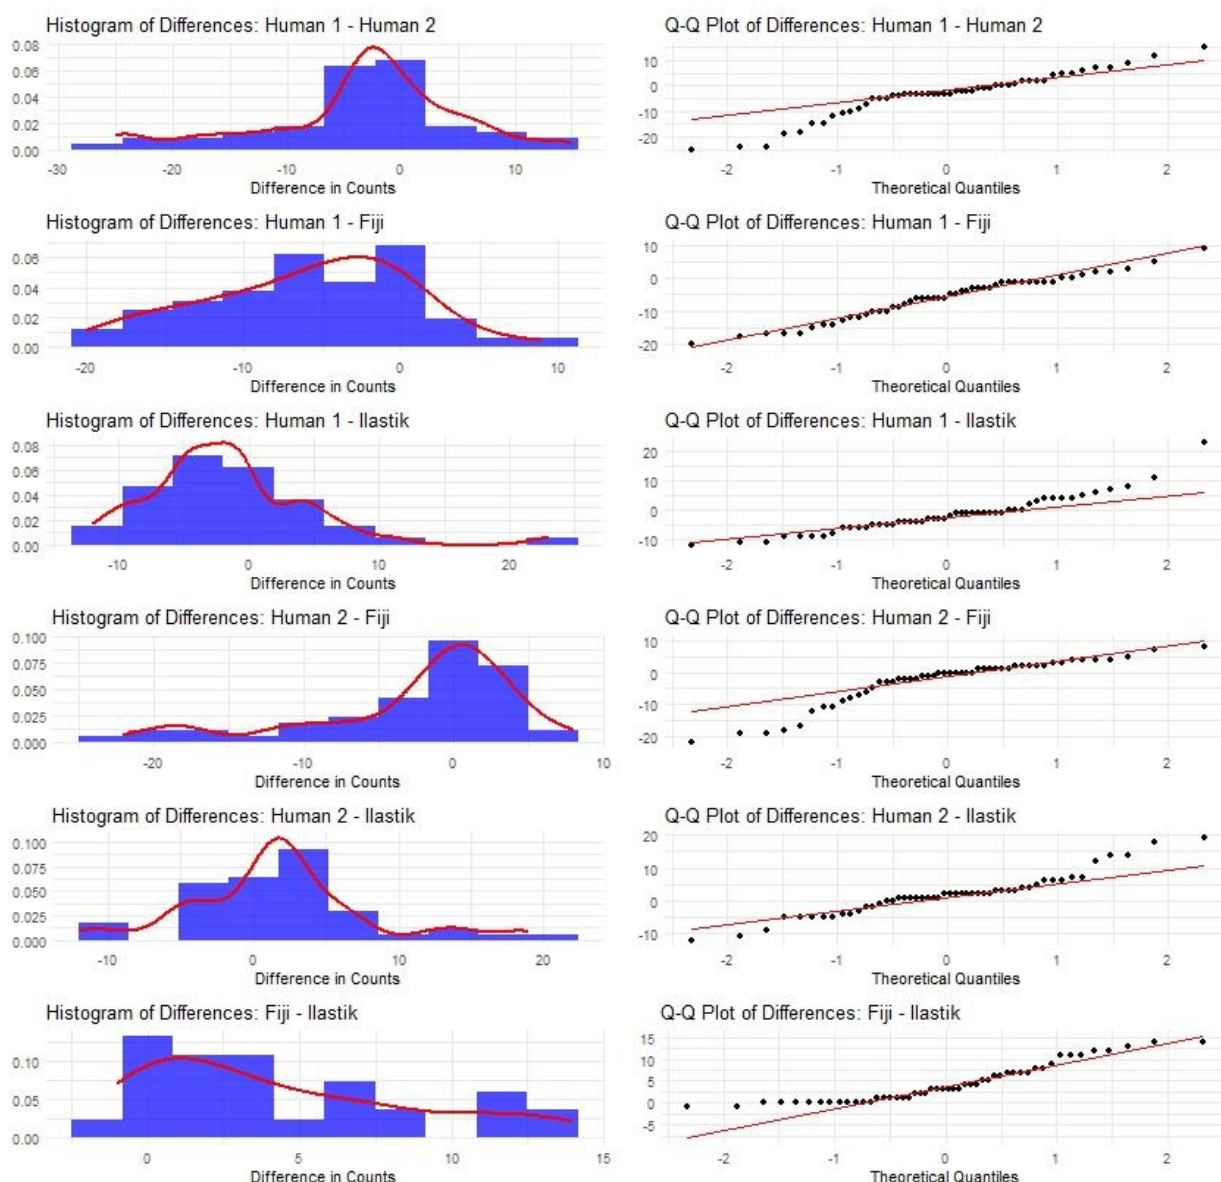 Histogram of Differences: Human 1 - Human 2
0.08
0.06
0.04
0.02
0.00
-30 -20 -10 0 10
Difference in Counts
Q-Q Plot of Differences: Human 1 - Human 2
10
0
-10
-20
-2 -1 0 1 2
Theoretical Quantiles
Histogram of Differences: Human 1 - Fiji
0.06
0.04
0.02
0.00
-20 -10 0 10
Difference in Counts
Q-Q Plot of Differences: Human 1 - Fiji
10
0
-10
-20
-2 -1 0 1 2
Theoretical Quantiles
Histogram of Differences: Human 1 - Ilastik
0.08
0.06
0.04
0.02
0.00
-10 0 10 20
Difference in Counts
Q-Q Plot of Differences: Human 1 - Ilastik
20
10
0
-10
-2 -1 0 1 2
Theoretical Quantiles
Histogram of Differences: Human 2 - Fiji
0.100
0.075
0.050
0.025
0.000
-20 -10 0 10
Difference in Counts
Q-Q Plot of Differences: Human 2 - Fiji
10
0
-10
-20
-2 -1 0 1 2
Theoretical Quantiles
Histogram of Differences: Human 2 - Ilastik
0.100
0.075
0.050
0.025
0.000
-10 0 10 20
Difference in Counts
Q-Q Plot of Differences: Human 2 - Ilastik
20
10
0
-10
-2 -1 0 1 2
Theoretical Quantiles
Histogram of Differences: Fiji - Ilastik
0.10
0.05
0.00
0 5 10 15
Difference in Counts
Q-Q Plot of Differences: Fiji - Ilastik
15
10
5
0
-5
-2 -1 0 1 2
Theoretical Quantiles